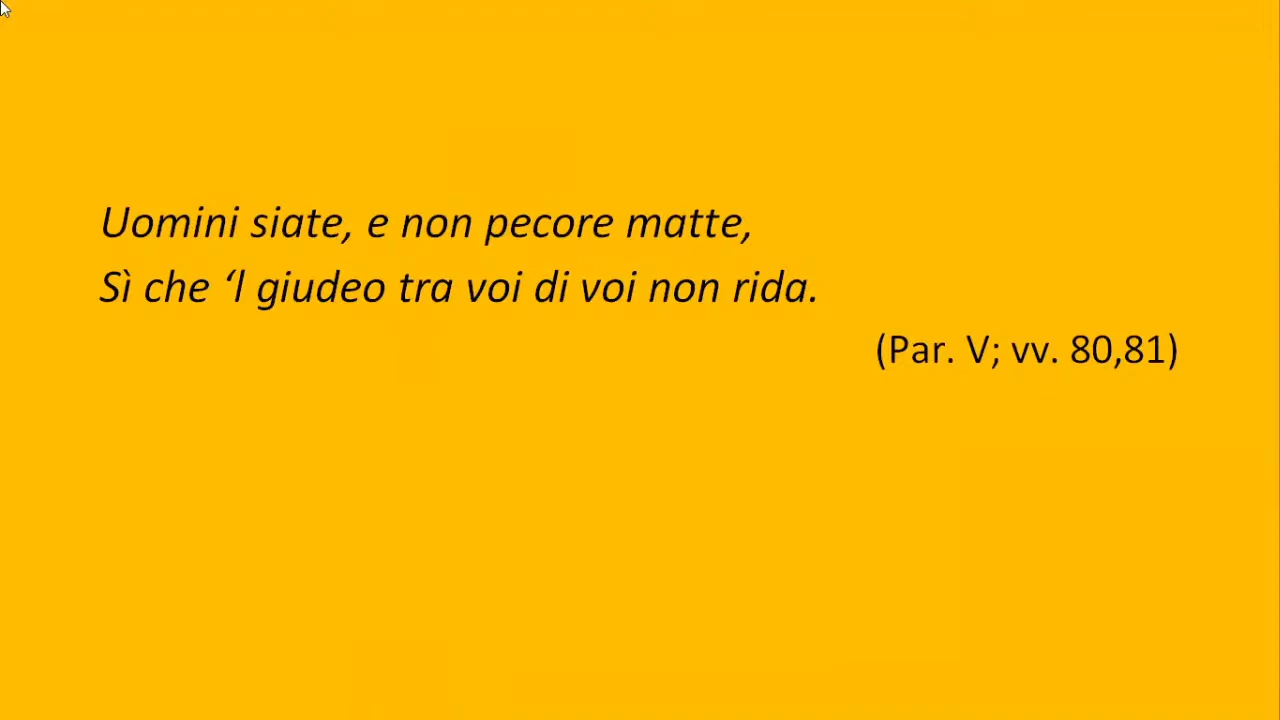 Uomini siate, e non pecore matte,
Sì che ‘l giudeo tra voi di voi non rida.
(Par. V; vv. 80,81)